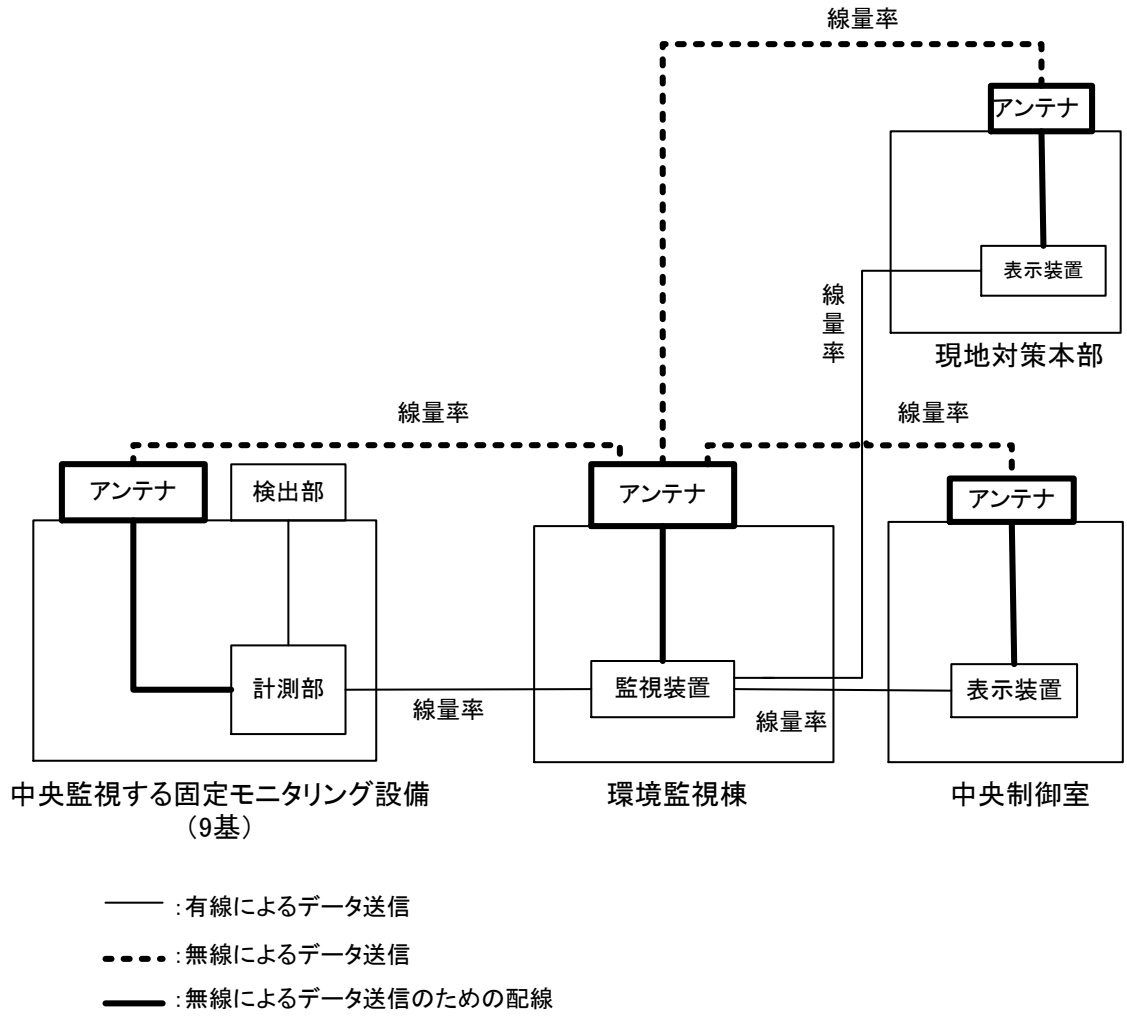 線量率
アンテナ
表示装置
線量率
現地対策本部
線量率
線量率
アンテナ
検出部
アンテナ
アンテナ
計測部
監視装置
表示装置
線量率
線量率
中央監視する固定モニタリング設備
（9基）
環境監視棟
中央制御室
：有線によるデータ送信
：無線によるデータ送信
：無線によるデータ送信のための配線